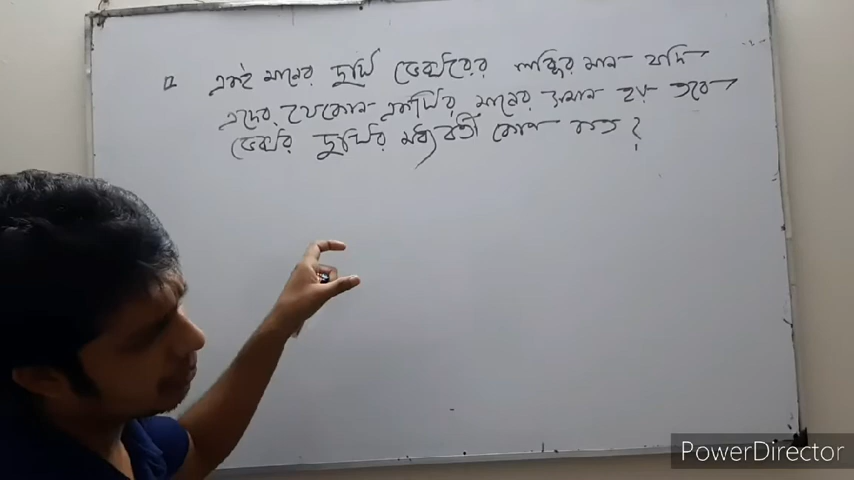 একই মানের দুটি ভেক্টরের লব্ধির মান যদি
এদের যেকোন একটির মানের সমান হয় তবে
ভেক্টর দুটির মধ্যবর্তী কোণ কত?
PowerDirector